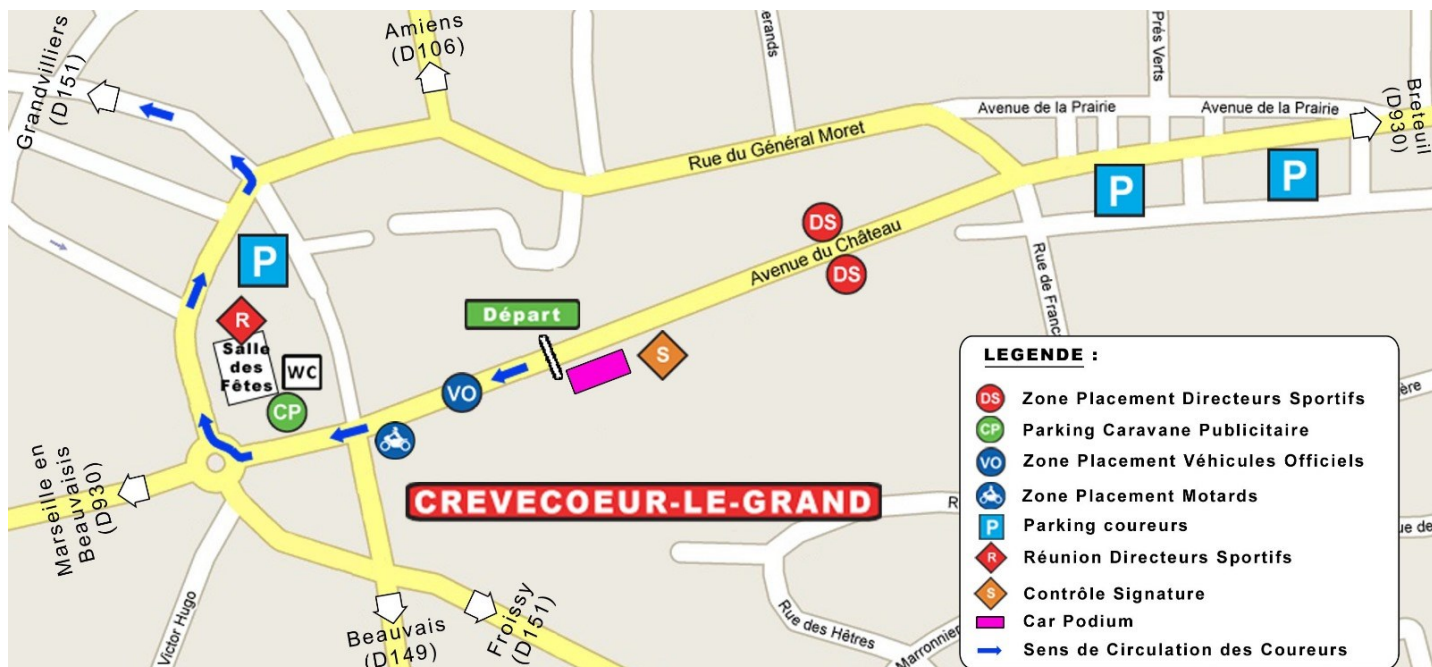 Grandvilliers
(D151)
Amiens
(D106)
Prés Verts
Breteuil
(D930)
Avenue de la Prairie
Avenue de la Prairie
Rue du Général Moret
P
P
DS
Avenue du Château
DS
P
Rue de
R
Départ
S
Salle
des
Fêtes
WC
CP
VO
Marseille en
Beauvaisis
(D930)
CREVECOEUR-LE-GRAND
Victor Hugo
Beauvais
(D149)
Froissy
(D151)
Rue des Hêtres
LEGENDE :
DS Zone Placement Directeurs Sportifs
CP Parking Caravane Publicitaire
VO Zone Placement Véhicules Officiels
Zone Placement Motards
P Parking coureurs
R Réunion Directeurs Sportifs
S Contrôle Signature
Car Podium
Sens de Circulation des Coureurs